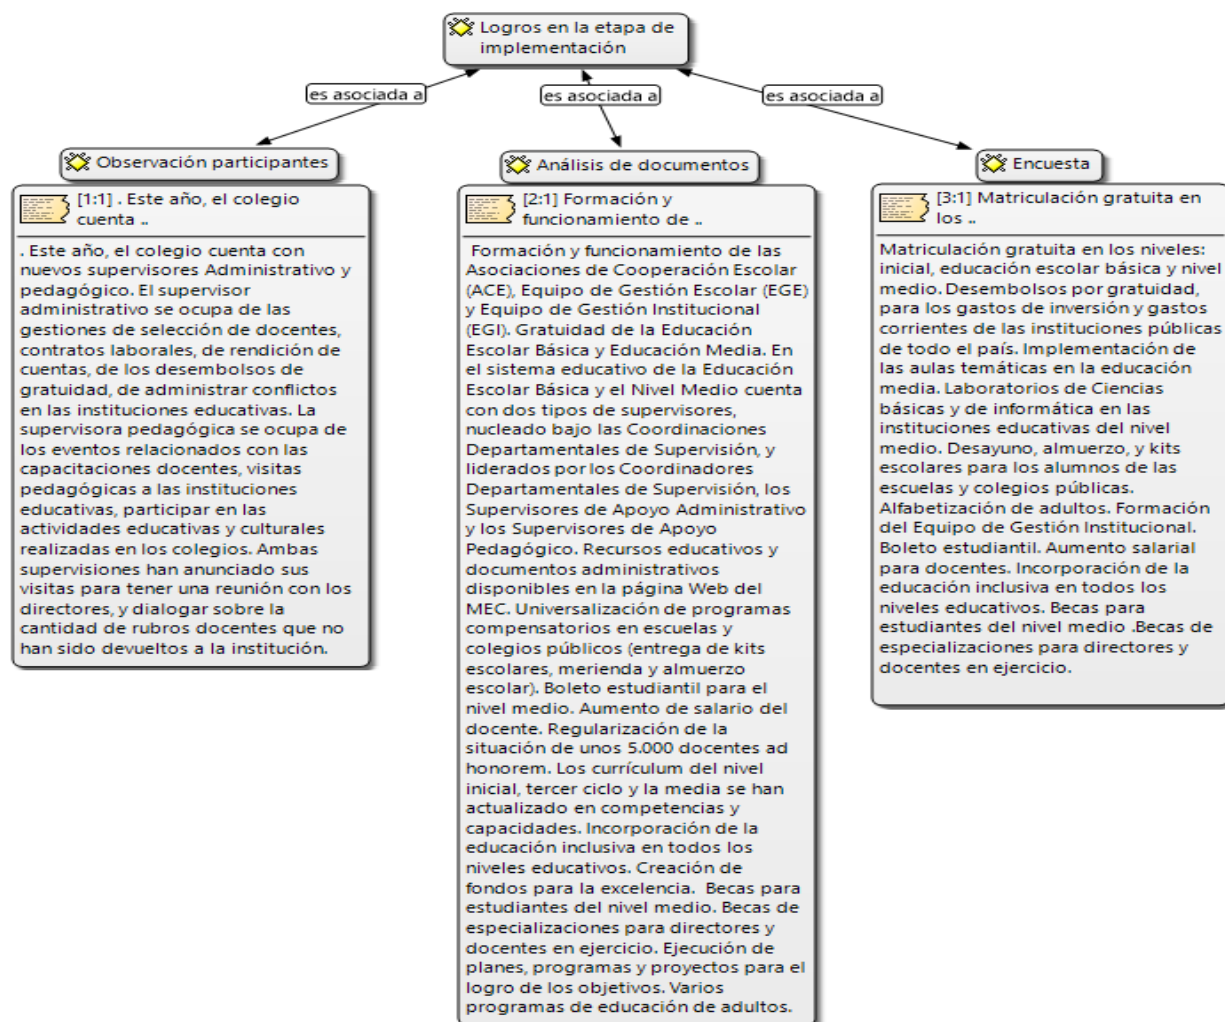 Logros en la etapa de
implementación
es asociada a
es asociada a
es asociada a
Observación participantes
[1:1] . Este año, el colegio
cuenta ..
. Este año, el colegio cuenta con
nuevos supervisores Administrativo y
pedagógico. El supervisor
administrativo se ocupa de las
gestiones de selección de docentes,
contratos laborales, de rendición de
cuentas, de los desembolsos de
gratuidad, de administrar conflictos
en las instituciones educativas. La
supervisora pedagógica se ocupa de
los eventos relacionados con las
capacitaciones docentes, visitas
pedagógicas a las instituciones
educativas, participar en las
actividades educativas y culturales
realizadas en los colegios. Ambas
supervisiones han anunciado sus
visitas para tener una reunión con los
directores, y dialogar sobre la
cantidad de rubros docentes que no
han sido devueltos a la institución.
Análisis de documentos
[2:1] Formación y
funcionamiento de ..
Formación y funcionamiento de las
Asociaciones de Cooperación Escolar
(ACE), Equipo de Gestión Escolar (EGE)
y Equipo de Gestión Institucional
(EGI). Gratuidad de la Educación
Escolar Básica y Educación Media. En
el sistema educativo de la Educación
Escolar Básica y el Nivel Medio cuenta
con dos tipos de supervisores,
nucleado bajo las Coordinaciones
Departamentales de Supervisión, y
liderados por los Coordinadores
Departamentales de Supervisión, los
Supervisores de Apoyo Administrativo
y los Supervisores de Apoyo
Pedagógico. Recursos educativos y
documentos administrativos
disponibles en la página Web del
MEC. Universalización de programas
compensatorios en escuelas y
colegios públicos (entrega de kits
escolares, merienda y almuerzo
escolar). Boleto estudiantil para el
nivel medio. Aumento de salario del
docente. Regularización de la
situación de unos 5.000 docentes ad
honorem. Los currículum del nivel
inicial, tercer ciclo y la media se han
actualizado en competencias y
capacidades. Incorporación de la
educación inclusiva en todos los
niveles educativos. Creación de
fondos para la excelencia. Becas para
estudiantes del nivel medio. Becas de
especializaciones para directores y
docentes en ejercicio. Ejecución de
planes, programas y proyectos para el
logro de los objetivos. Varios
programas de educación de adultos.
Encuesta
[3:1] Matriculación gratuita en
los ..
Matriculación gratuita en los niveles:
inicial, educación escolar básica y nivel
medio. Desembolsos por gratuidad,
para los gastos de inversión y gastos
corrientes de las instituciones públicas
de todo el país. Implementación de
las aulas temáticas en la educación
media. Laboratorios de Ciencias
básicas y de informática en las
instituciones educativas del nivel
medio. Desayuno, almuerzo, y kits
escolares para los alumnos de las
escuelas y colegios públicas.
Alfabetización de adultos. Formación
del Equipo de Gestión Institucional.
Boleto estudiantil. Aumento salarial
para docentes. Incorporación de la
educación inclusiva en todos los
niveles educativos. Becas para
estudiantes del nivel medio .Becas de
especializaciones para directores y
docentes en ejercicio.